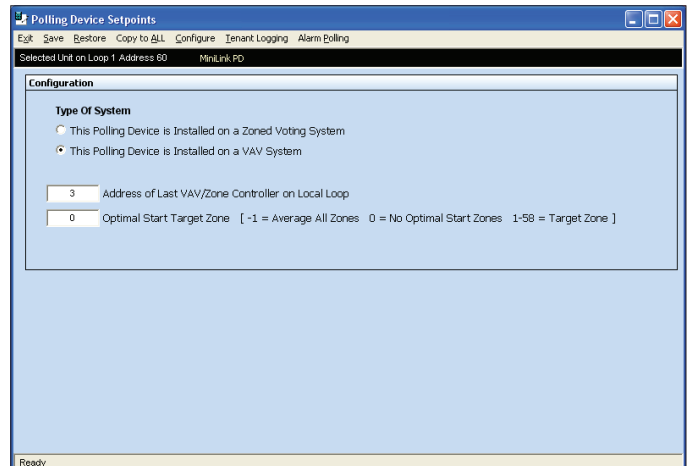 Polling Device Setpoints
Exit Save Restore Copy to ALL Configure Tenant Logging Alarm Polling
Selected Unit on Loop 1 Address 60 MiniLink PD
Configuration
Type Of System
This Polling Device is Installed on a Zoned Voting System
This Polling Device is Installed on a VAV System
3 Address of Last VAV/Zone Controller on Local Loop
0 Optimal Start Target Zone [ -1 = Average All Zones 0 = No Optimal Start Zones 1-58 = Target Zone ]
Ready